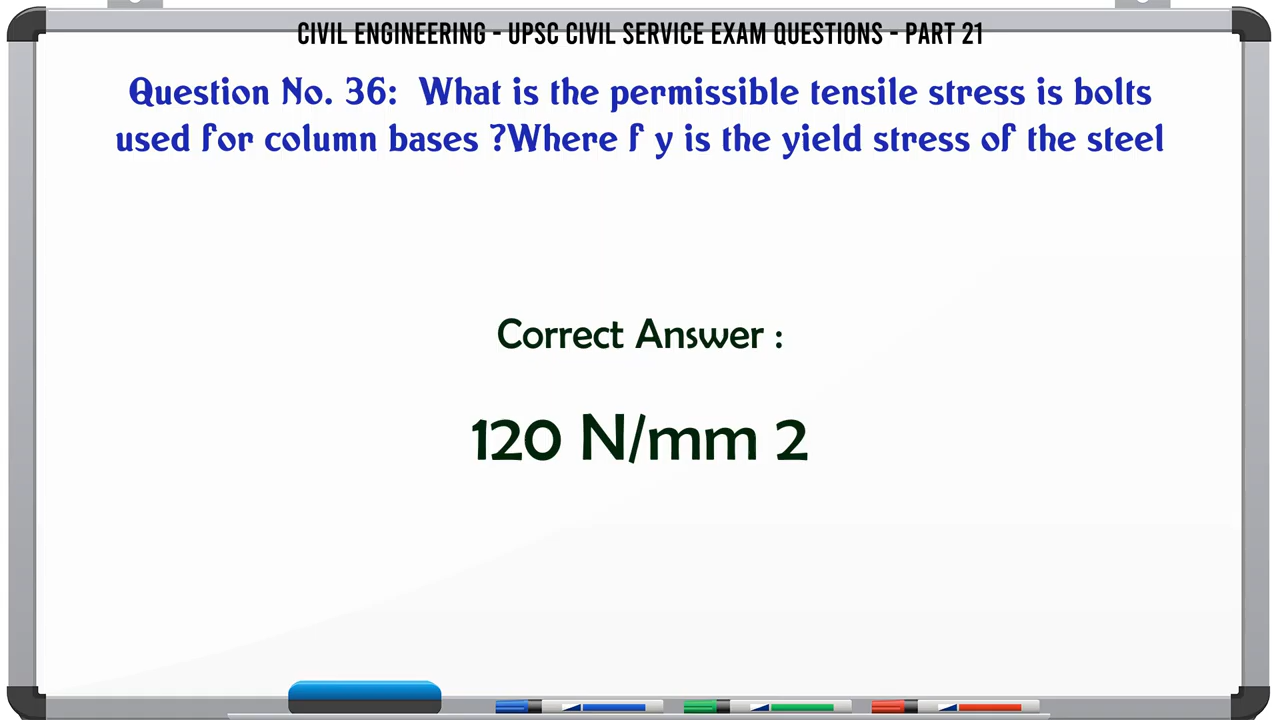 CIVIL ENGINEERING - UPSC CIVIL SERVICE EXAM QUESTIONS - PART 21
Question No. 36: What is the permissible tensile stress is bolts
used for column bases ?Where f y is the yield stress of the steel
Correct Answer :
120 N/mm 2